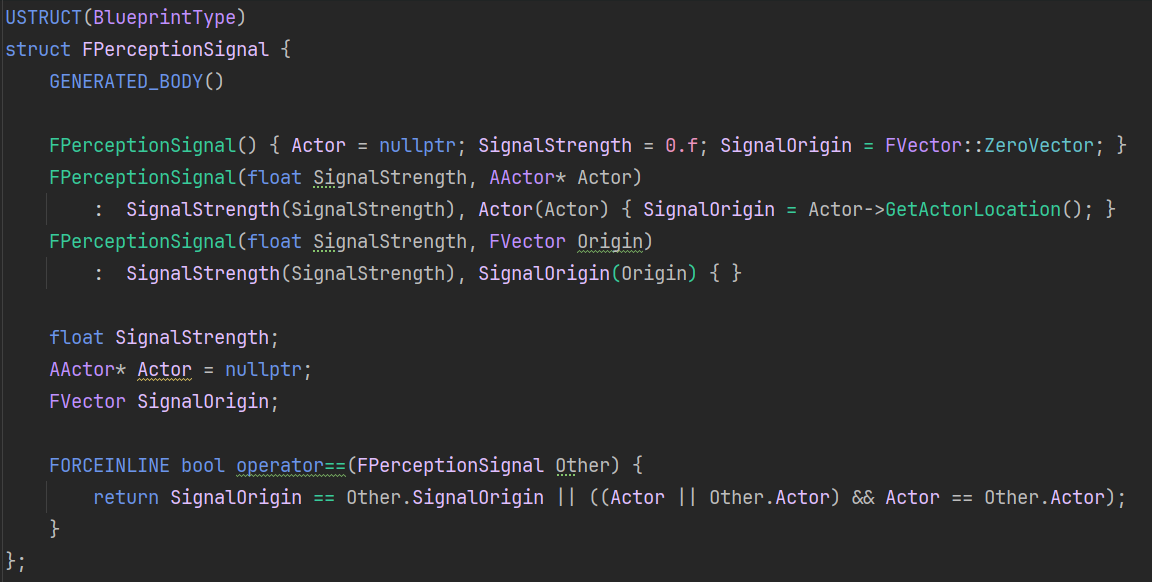 USTRUCT(BlueprintType)
struct FPerceptionSignal {
    GENERATED_BODY()

    FPerceptionSignal() { Actor = nullptr; SignalStrength = 0.f; SignalOrigin = FVector::ZeroVector; }
    FPerceptionSignal(float SignalStrength, AActor* Actor)
        :  SignalStrength(SignalStrength), Actor(Actor) { SignalOrigin = Actor->GetActorLocation(); }
    FPerceptionSignal(float SignalStrength, FVector Origin)
        :  SignalStrength(SignalStrength), SignalOrigin(Origin) { }

    float SignalStrength;
    AActor* Actor = nullptr;
    FVector SignalOrigin;

    FORCEINLINE bool operator==(FPerceptionSignal Other) {
        return SignalOrigin == Other.SignalOrigin || ((Actor || Other.Actor) && Actor == Other.Actor);
    }
};